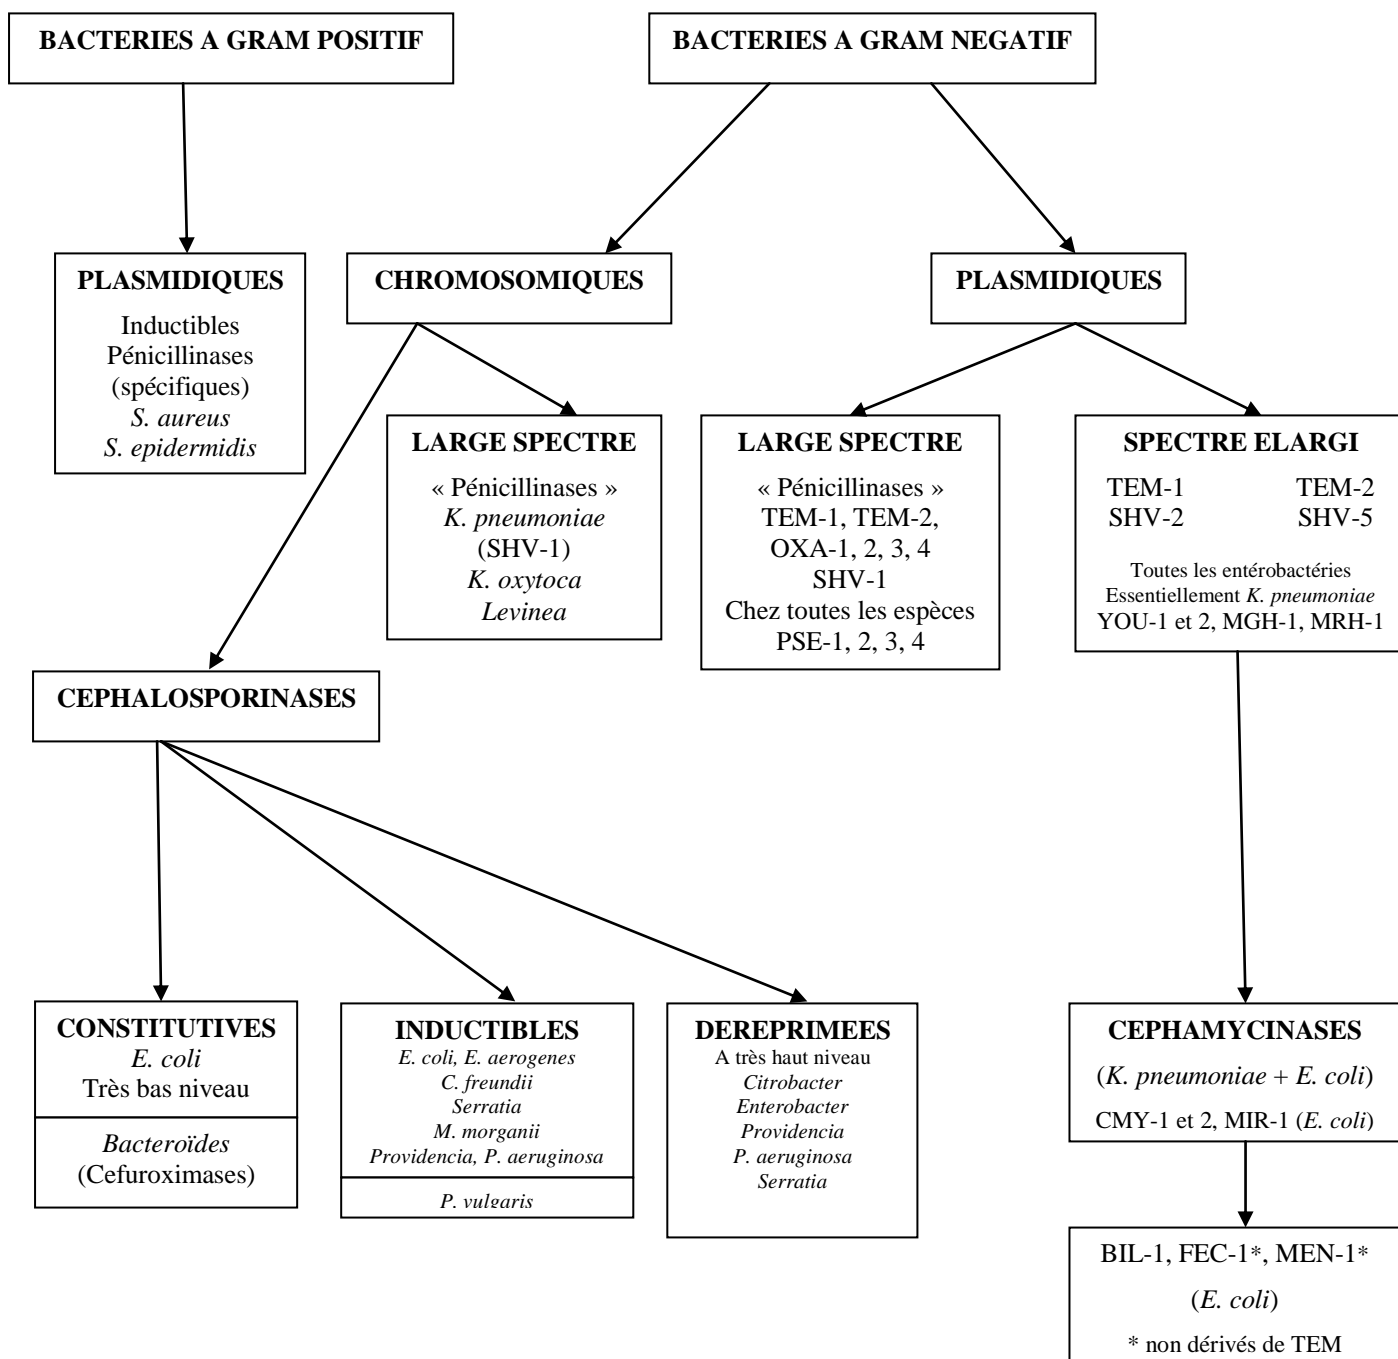 BACTERIES A GRAM POSITIF
BACTERIES A GRAM NEGATIF
PLASMIDIQUES
Inductibles
Pénicillinases
(spécifiques)
S. aureus
S. epidermidis
CHROMOSOMIQUES
PLASMIDIQUES
LARGE SPECTRE
« Pénicillinases »
K. pneumoniae
(SHV-1)
K. oxytoca
Levinea
LARGE SPECTRE
« Pénicillinases »
TEM-1, TEM-2,
OXA-1, 2, 3, 4
SHV-1
Chez toutes les espèces
PSE-1, 2, 3, 4
SPECTRE ELARGI
TEM-1 TEM-2
SHV-2 SHV-5
Toutes les entérobactéries
Essentiellement K. pneumoniae
YOU-1 et 2, MGH-1, MRH-1
CEPHALOSPORINASES
CONSTITUTIVES
E. coli
Très bas niveau
Bacteroïdes
(Cefuroximases)
INDUCTIBLES
E. coli, E. aerogenes
C. freundii
Serratia
M. morganii
Providencia, P. aeruginosa
P. vulgaris
DEREPRIMEES
A très haut niveau
Citrobacter
Enterobacter
Providencia
P. aeruginosa
Serratia
CEPHAMYCINASES
(K. pneumoniae + E. coli)
CMY-1 et 2, MIR-1 (E. coli)
BIL-1, FEC-1*, MEN-1*
(E. coli)
* non dérivés de TEM